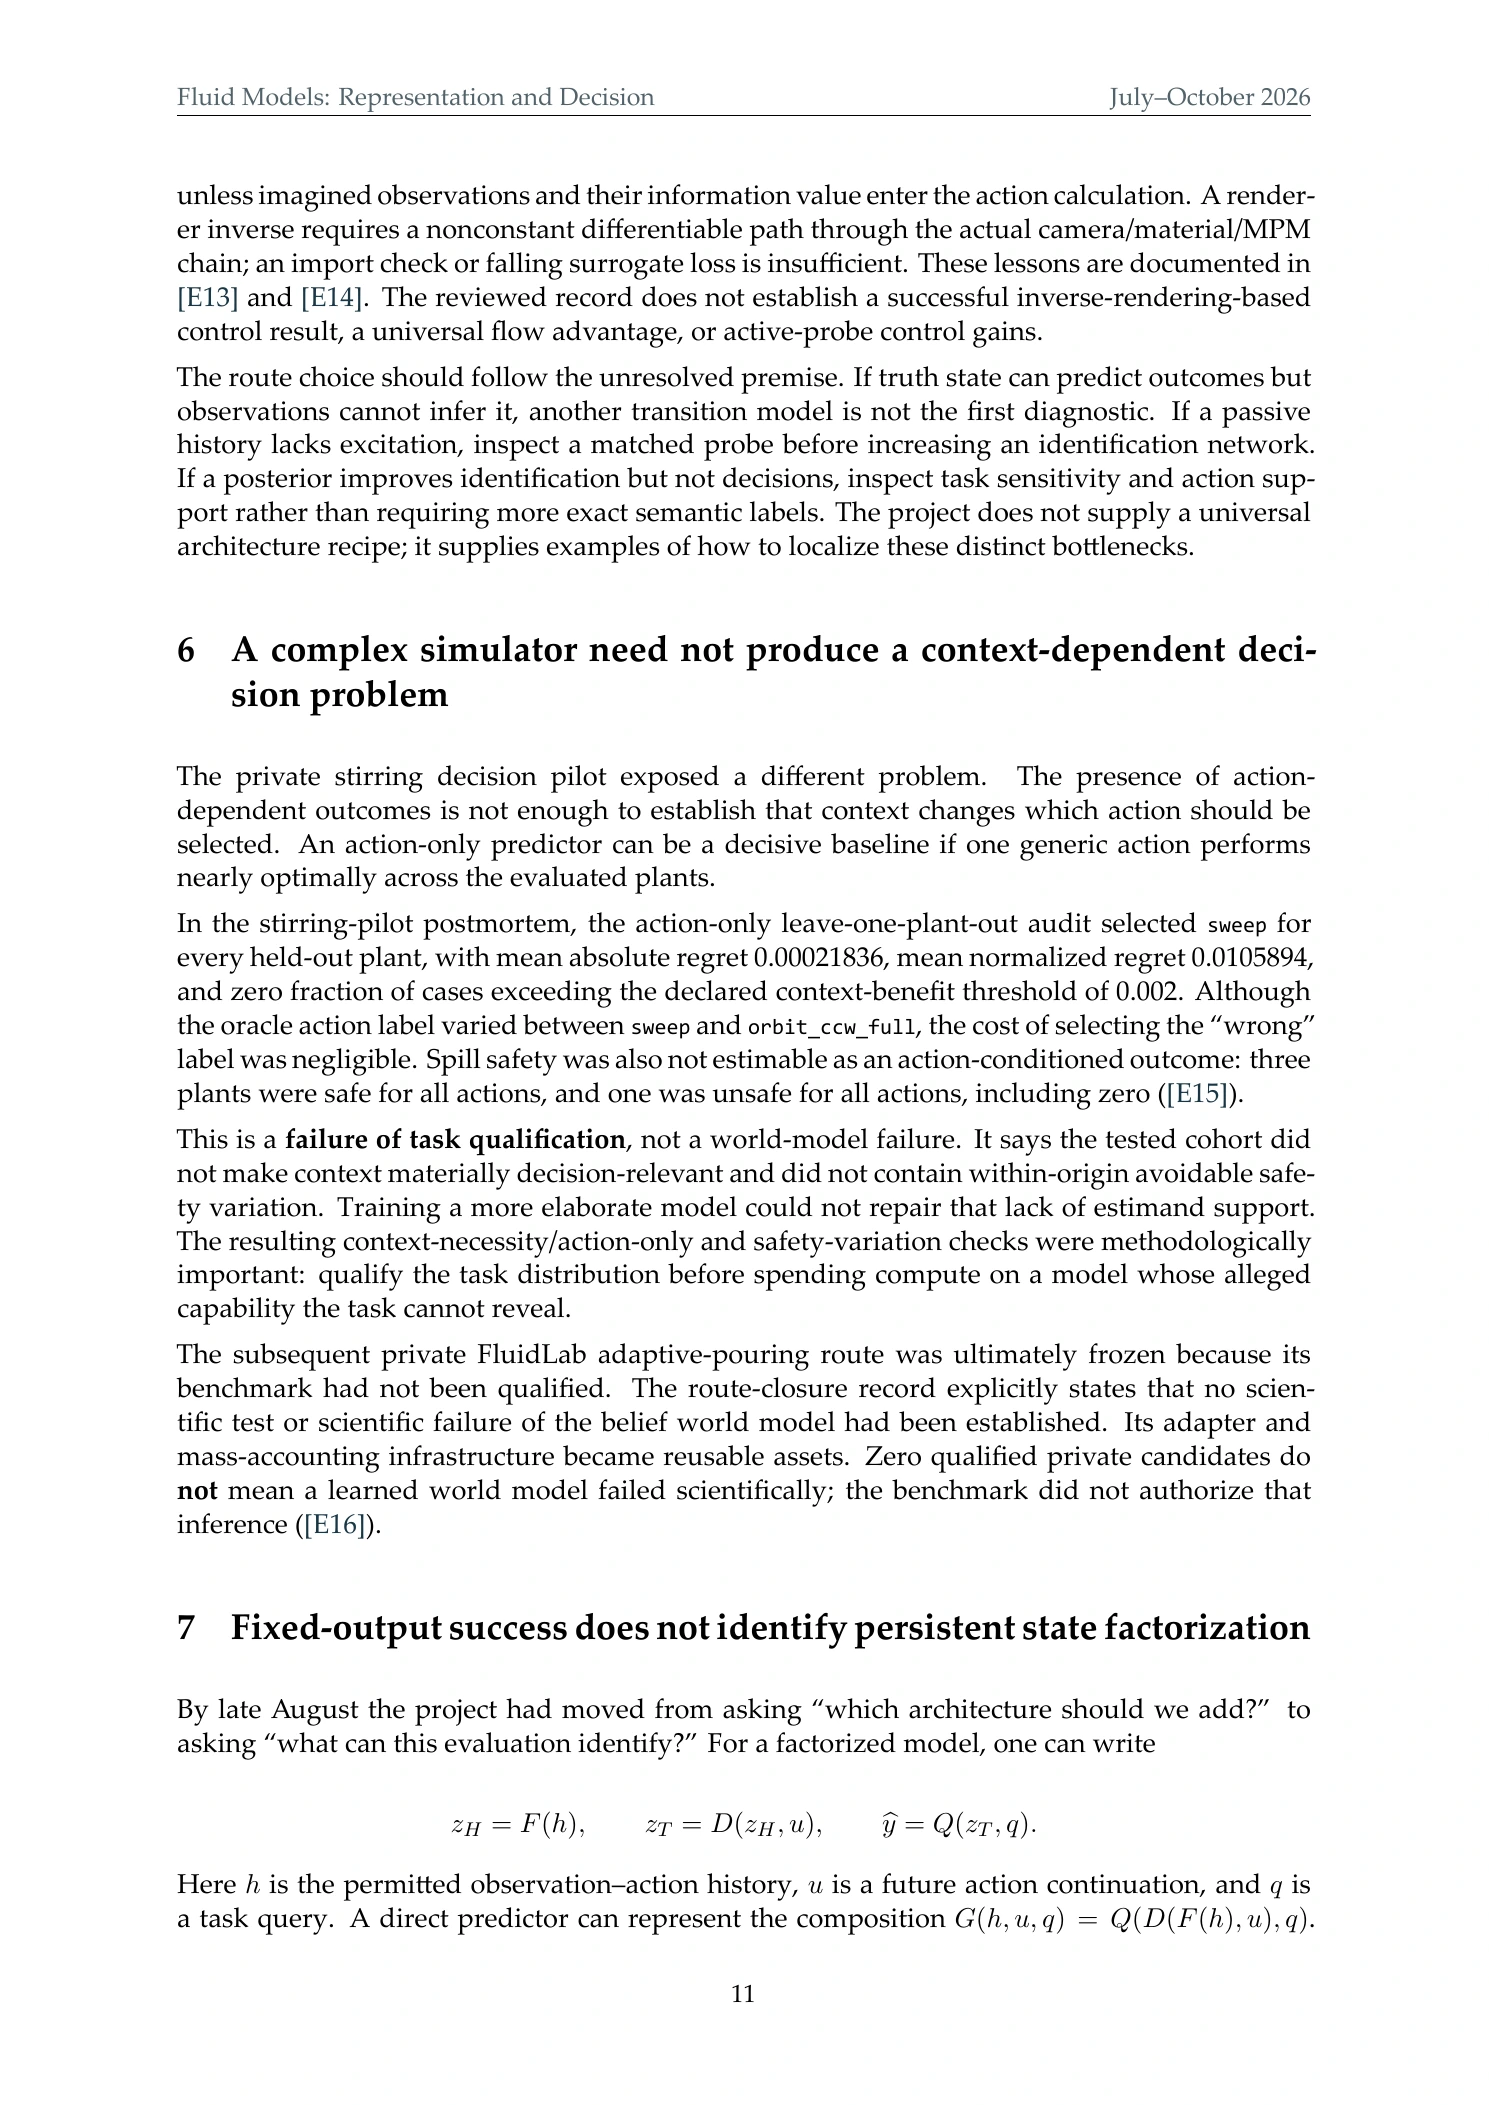 Fluid Models: Representation and Decision July–October 2026
unless imagined observations and their information value enter the action calculation. A render-
er inverse requires a nonconstant differentiable path through the actual camera/material/MPM
chain; an import check or falling surrogate loss is insufficient. These lessons are documented in
[E13] and [E14]. The reviewed record does not establish a successful inverse-rendering-based
control result, a universal flow advantage, or active-probe control gains.
The route choice should follow the unresolved premise. If truth state can predict outcomes but
observations cannot infer it, another transition model is not the first diagnostic. If a passive
history lacks excitation, inspect a matched probe before increasing an identification network.
If a posterior improves identification but not decisions, inspect task sensitivity and action sup-
port rather than requiring more exact semantic labels. The project does not supply a universal
architecture recipe; it supplies examples of how to localize these distinct bottlenecks.
6 A complex simulator need not produce a context-dependent deci-
sion problem
The private stirring decision pilot exposed a different problem. The presence of action-
dependent outcomes is not enough to establish that context changes which action should be
selected. An action-only predictor can be a decisive baseline if one generic action performs
nearly optimally across the evaluated plants.
In the stirring-pilot postmortem, the action-only leave-one-plant-out audit selected sweep for
every held-out plant, with mean absolute regret 0.00021836, mean normalized regret 0.0105894,
and zero fraction of cases exceeding the declared context-benefit threshold of 0.002. Although
the oracle action label varied between sweep and orbit_ccw_full, the cost of selecting the “wrong”
label was negligible. Spill safety was also not estimable as an action-conditioned outcome: three
plants were safe for all actions, and one was unsafe for all actions, including zero ([E15]).
This is a failure of task qualification, not a world-model failure. It says the tested cohort did
not make context materially decision-relevant and did not contain within-origin avoidable safe-
ty variation. Training a more elaborate model could not repair that lack of estimand support.
The resulting context-necessity/action-only and safety-variation checks were methodologically
important: qualify the task distribution before spending compute on a model whose alleged
capability the task cannot reveal.
The subsequent private FluidLab adaptive-pouring route was ultimately frozen because its
benchmark had not been qualified. The route-closure record explicitly states that no scien-
tific test or scientific failure of the belief world model had been established. Its adapter and
mass-accounting infrastructure became reusable assets. Zero qualified private candidates do
not mean a learned world model failed scientifically; the benchmark did not authorize that
inference ([E16]).
7 Fixed-output success does not identify persistent state factorization
By late August the project had moved from asking “which architecture should we add?” to
asking “what can this evaluation identify?” For a factorized model, one can write
z_H = F(h), z_T = D(z_H, u), ŷ = Q(z_T, q).
Here h is the permitted observation–action history, u is a future action continuation, and q is
a task query. A direct predictor can represent the composition G(h, u, q) = Q(D(F(h), u), q).
11